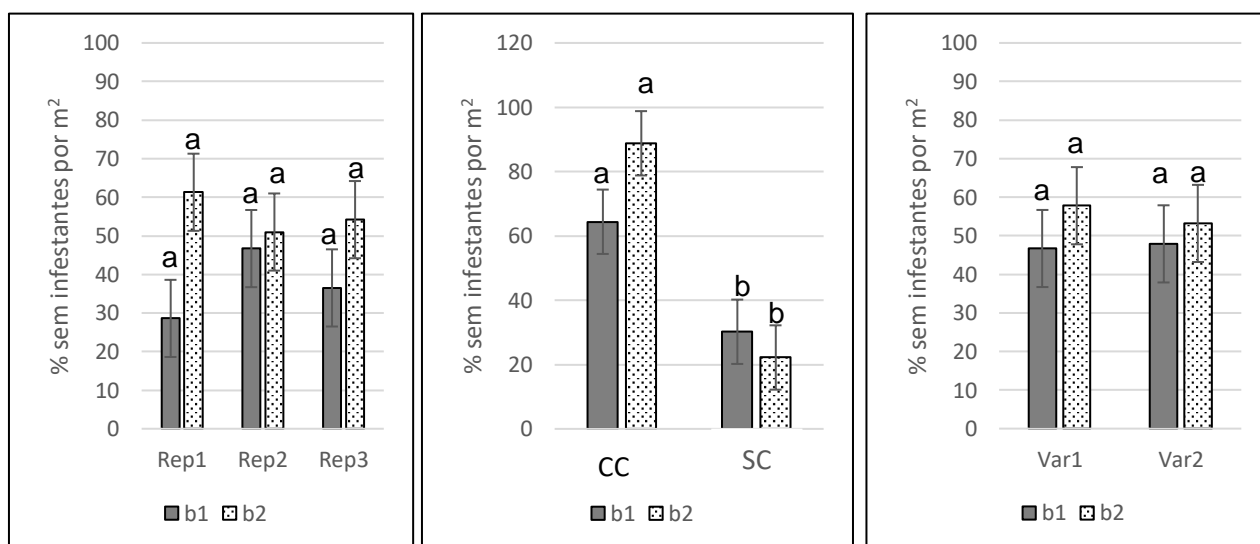 % sem infestantes por m²
100
90
80
70
60
50
40
30
20
10
0
a
a
a
a
a
a
Rep1 Rep2 Rep3
b1 b2
% sem infestantes por m²
120
100
80
60
40
20
0
a
a
b
b
CC SC
b1 b2
% sem infestantes por m²
100
90
80
70
60
50
40
30
20
10
0
a
a
a
a
Var1 Var2
b1 b2